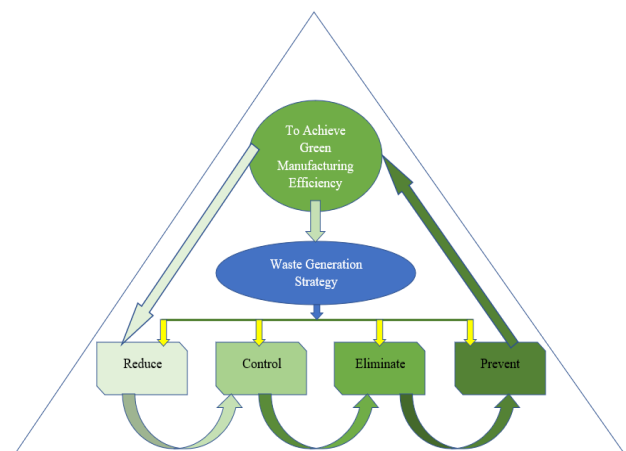 To Achieve
Green
Manufacturing
Efficiency
Waste Generation
Strategy
Reduce
Control
Eliminate
Prevent